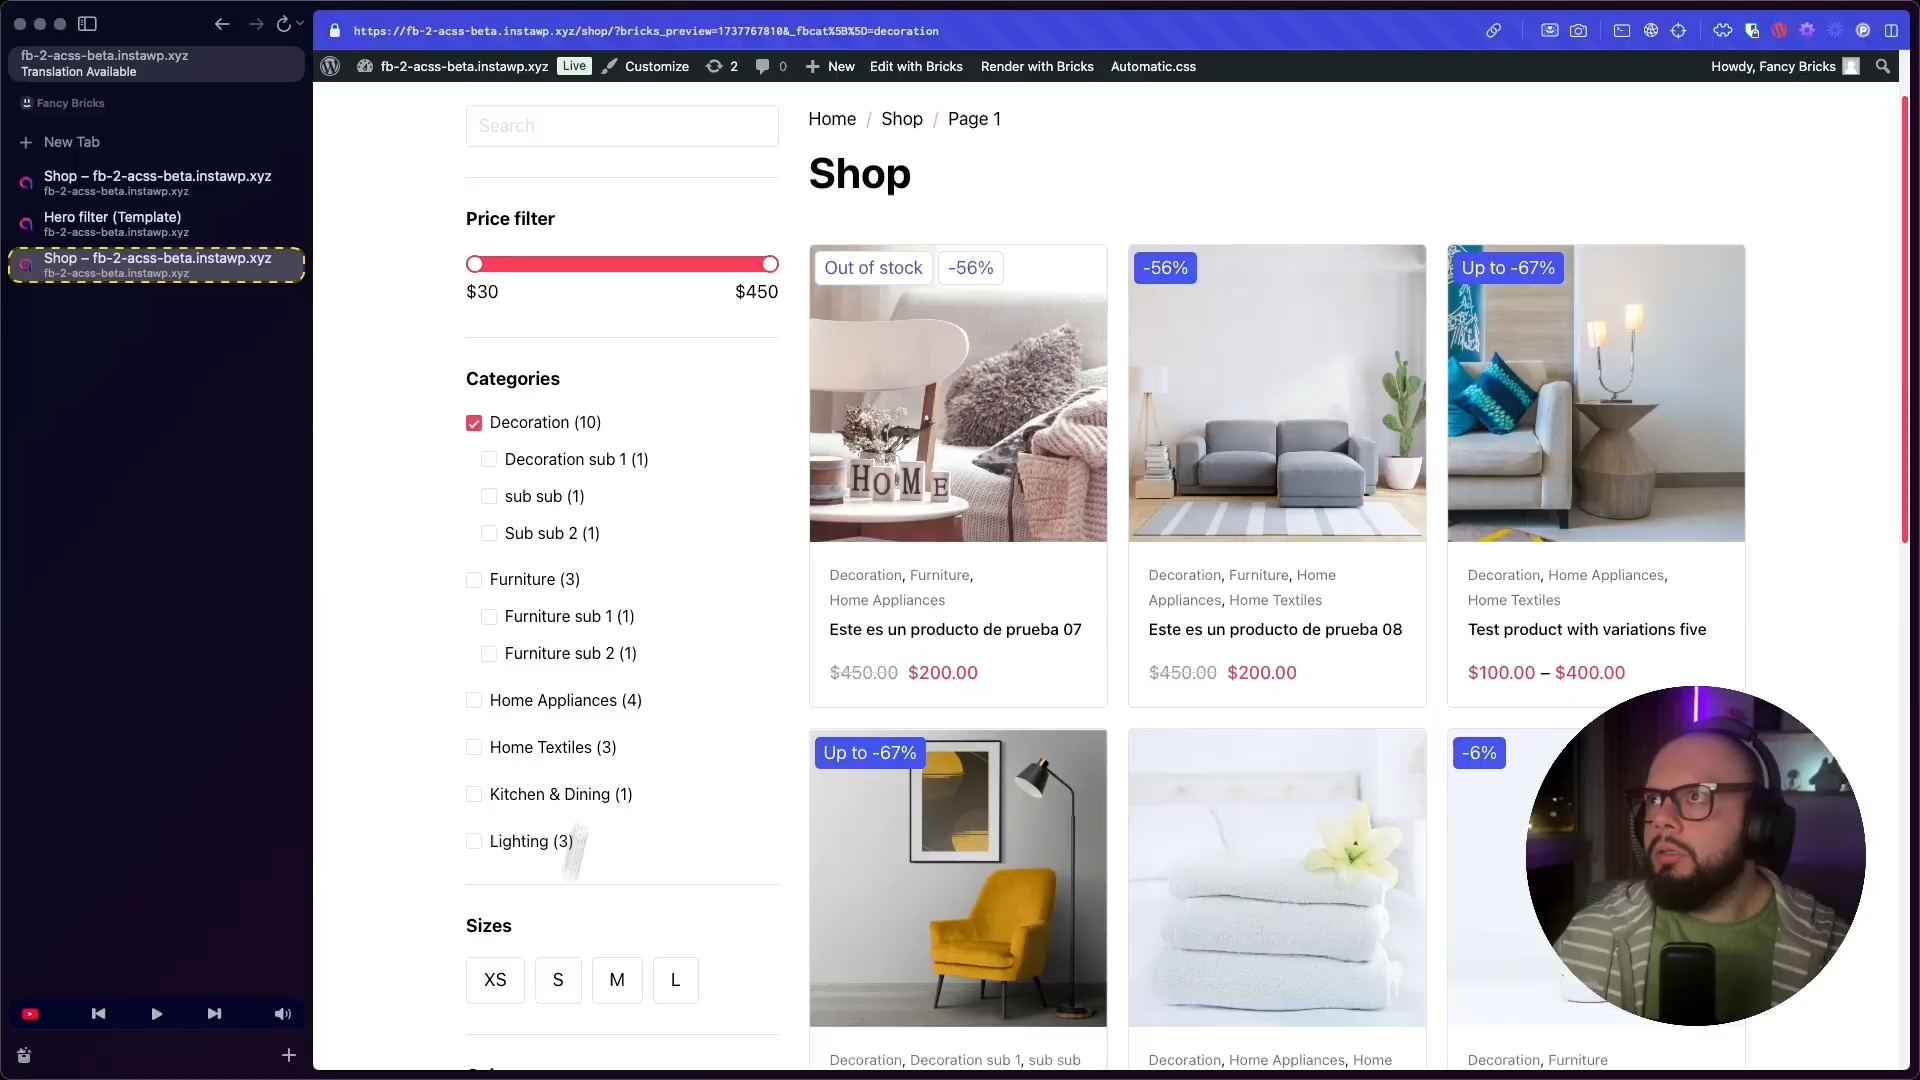 fb-2-acss-beta.instawp.xyz
Translation Available
Fancy Bricks
New Tab
Shop – fb-2-acss-beta.instawp.xyz
fb-2-acss-beta.instawp.xyz
Hero filter (Template)
fb-2-acss-beta.instawp.xyz
Shop – fb-2-acss-beta.instawp.xyz
fb-2-acss-beta.instawp.xyz
https://fb-2-acss-beta.instawp.xyz/shop/?bricks_preview=1737767810&_fbcat%5B%5D=decoration
fb-2-acss-beta.instawp.xyz Live Customize 2 0 New Edit with Bricks Render with Bricks Automatic.css Howdy, Fancy Bricks
Search
Price filter
$30 $450
Categories
Decoration (10)
Decoration sub 1 (1)
sub sub (1)
Sub sub 2 (1)
Furniture (3)
Furniture sub 1 (1)
Furniture sub 2 (1)
Home Appliances (4)
Home Textiles (3)
Kitchen & Dining (1)
Lighting (3)
Sizes
XS S M L
Home / Shop / Page 1
Shop
Out of stock -56%
HOME
Decoration, Furniture,
Home Appliances
Este es un producto de prueba 07
$450.00 $200.00
-56%
Decoration, Furniture, Home
Appliances, Home Textiles
Este es un producto de prueba 08
$450.00 $200.00
Up to -67%
Decoration, Home Appliances,
Home Textiles
Test product with variations five
$100.00 – $400.00
Up to -67%
Decoration, Decoration sub 1, sub sub
Decoration, Home Appliances, Home
-6%
Decoration, Furniture